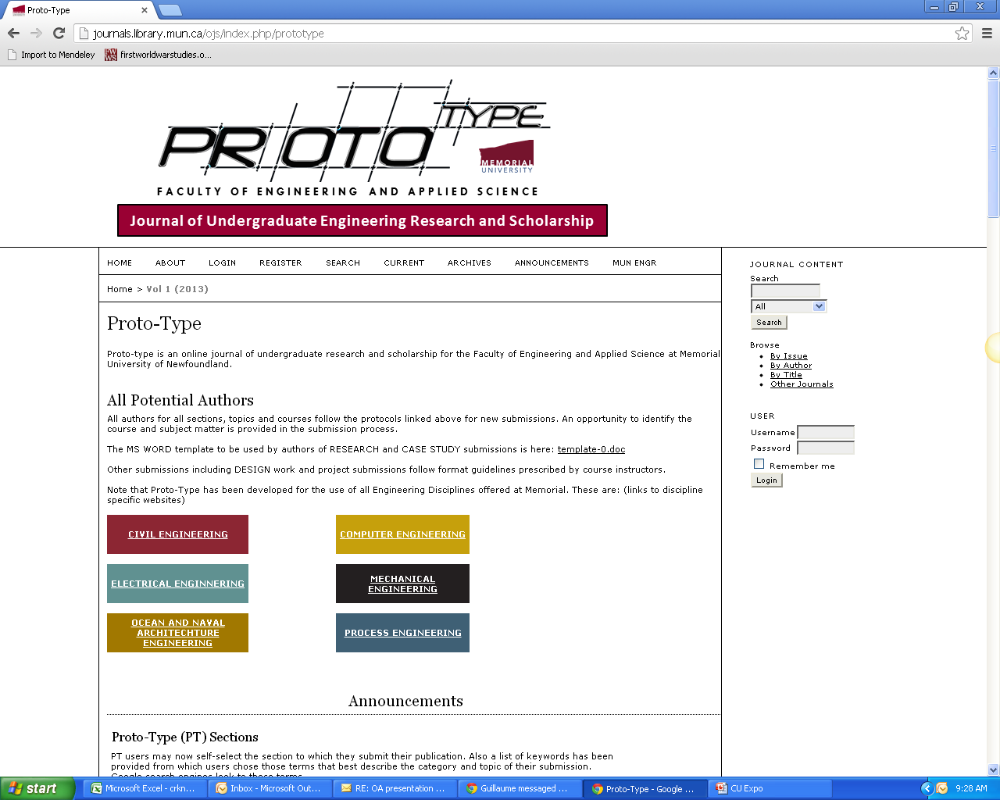 Proto-Type
journals.library.mun.ca/ojs/index.php/prototype
Import to Mendeley
firstworldwarstudies.o...
PROTO TYPE
MEMORIAL
UNIVERSITY
FACULTY OF ENGINEERING AND APPLIED SCIENCE
Journal of Undergraduate Engineering Research and Scholarship
HOME ABOUT LOGIN REGISTER SEARCH CURRENT ARCHIVES ANNOUNCEMENTS MUN ENGR
Home > Vol 1 (2013)
Proto-Type
Proto-type is an online journal of undergraduate research and scholarship for the Faculty of Engineering and Applied Science at Memorial
University of Newfoundland.
All Potential Authors
All authors for all sections, topics and courses follow the protocols linked above for new submissions. An opportunity to identify the
course and subject matter is provided in the submission process.
The MS WORD template to be used by authors of RESEARCH and CASE STUDY submissions is here: template-0.doc
Other submissions including DESIGN work and project submissions follow format guidelines prescribed by course instructors.
Note that Proto-Type has been developed for the use of all Engineering Disciplines offered at Memorial. These are: (links to discipline
specific websites)
CIVIL ENGINEERING
COMPUTER ENGINEERING
ELECTRICAL ENGINNERING
MECHANICAL
ENGINEERING
OCEAN AND NAVAL
ARCHITECHTURE
ENGINEERING
PROCESS ENGINEERING
Announcements
Proto-Type (PT) Sections
PT users may now self-select the section to which they submit their publication. Also a list of keywords has been
provided from which users chose those terms that best describe the category and topic of their submission.
Google search engines look to these terms
JOURNAL CONTENT
Search
All
Search
Browse
By Issue
By Author
By Title
Other Journals
USER
Username
Password
Remember me
Login
start
Microsoft Excel - crkn...
Inbox - Microsoft Out...
RE: OA presentation ...
Guillaume messaged ...
Proto-Type - Google ...
CU Expo
9:28 AM